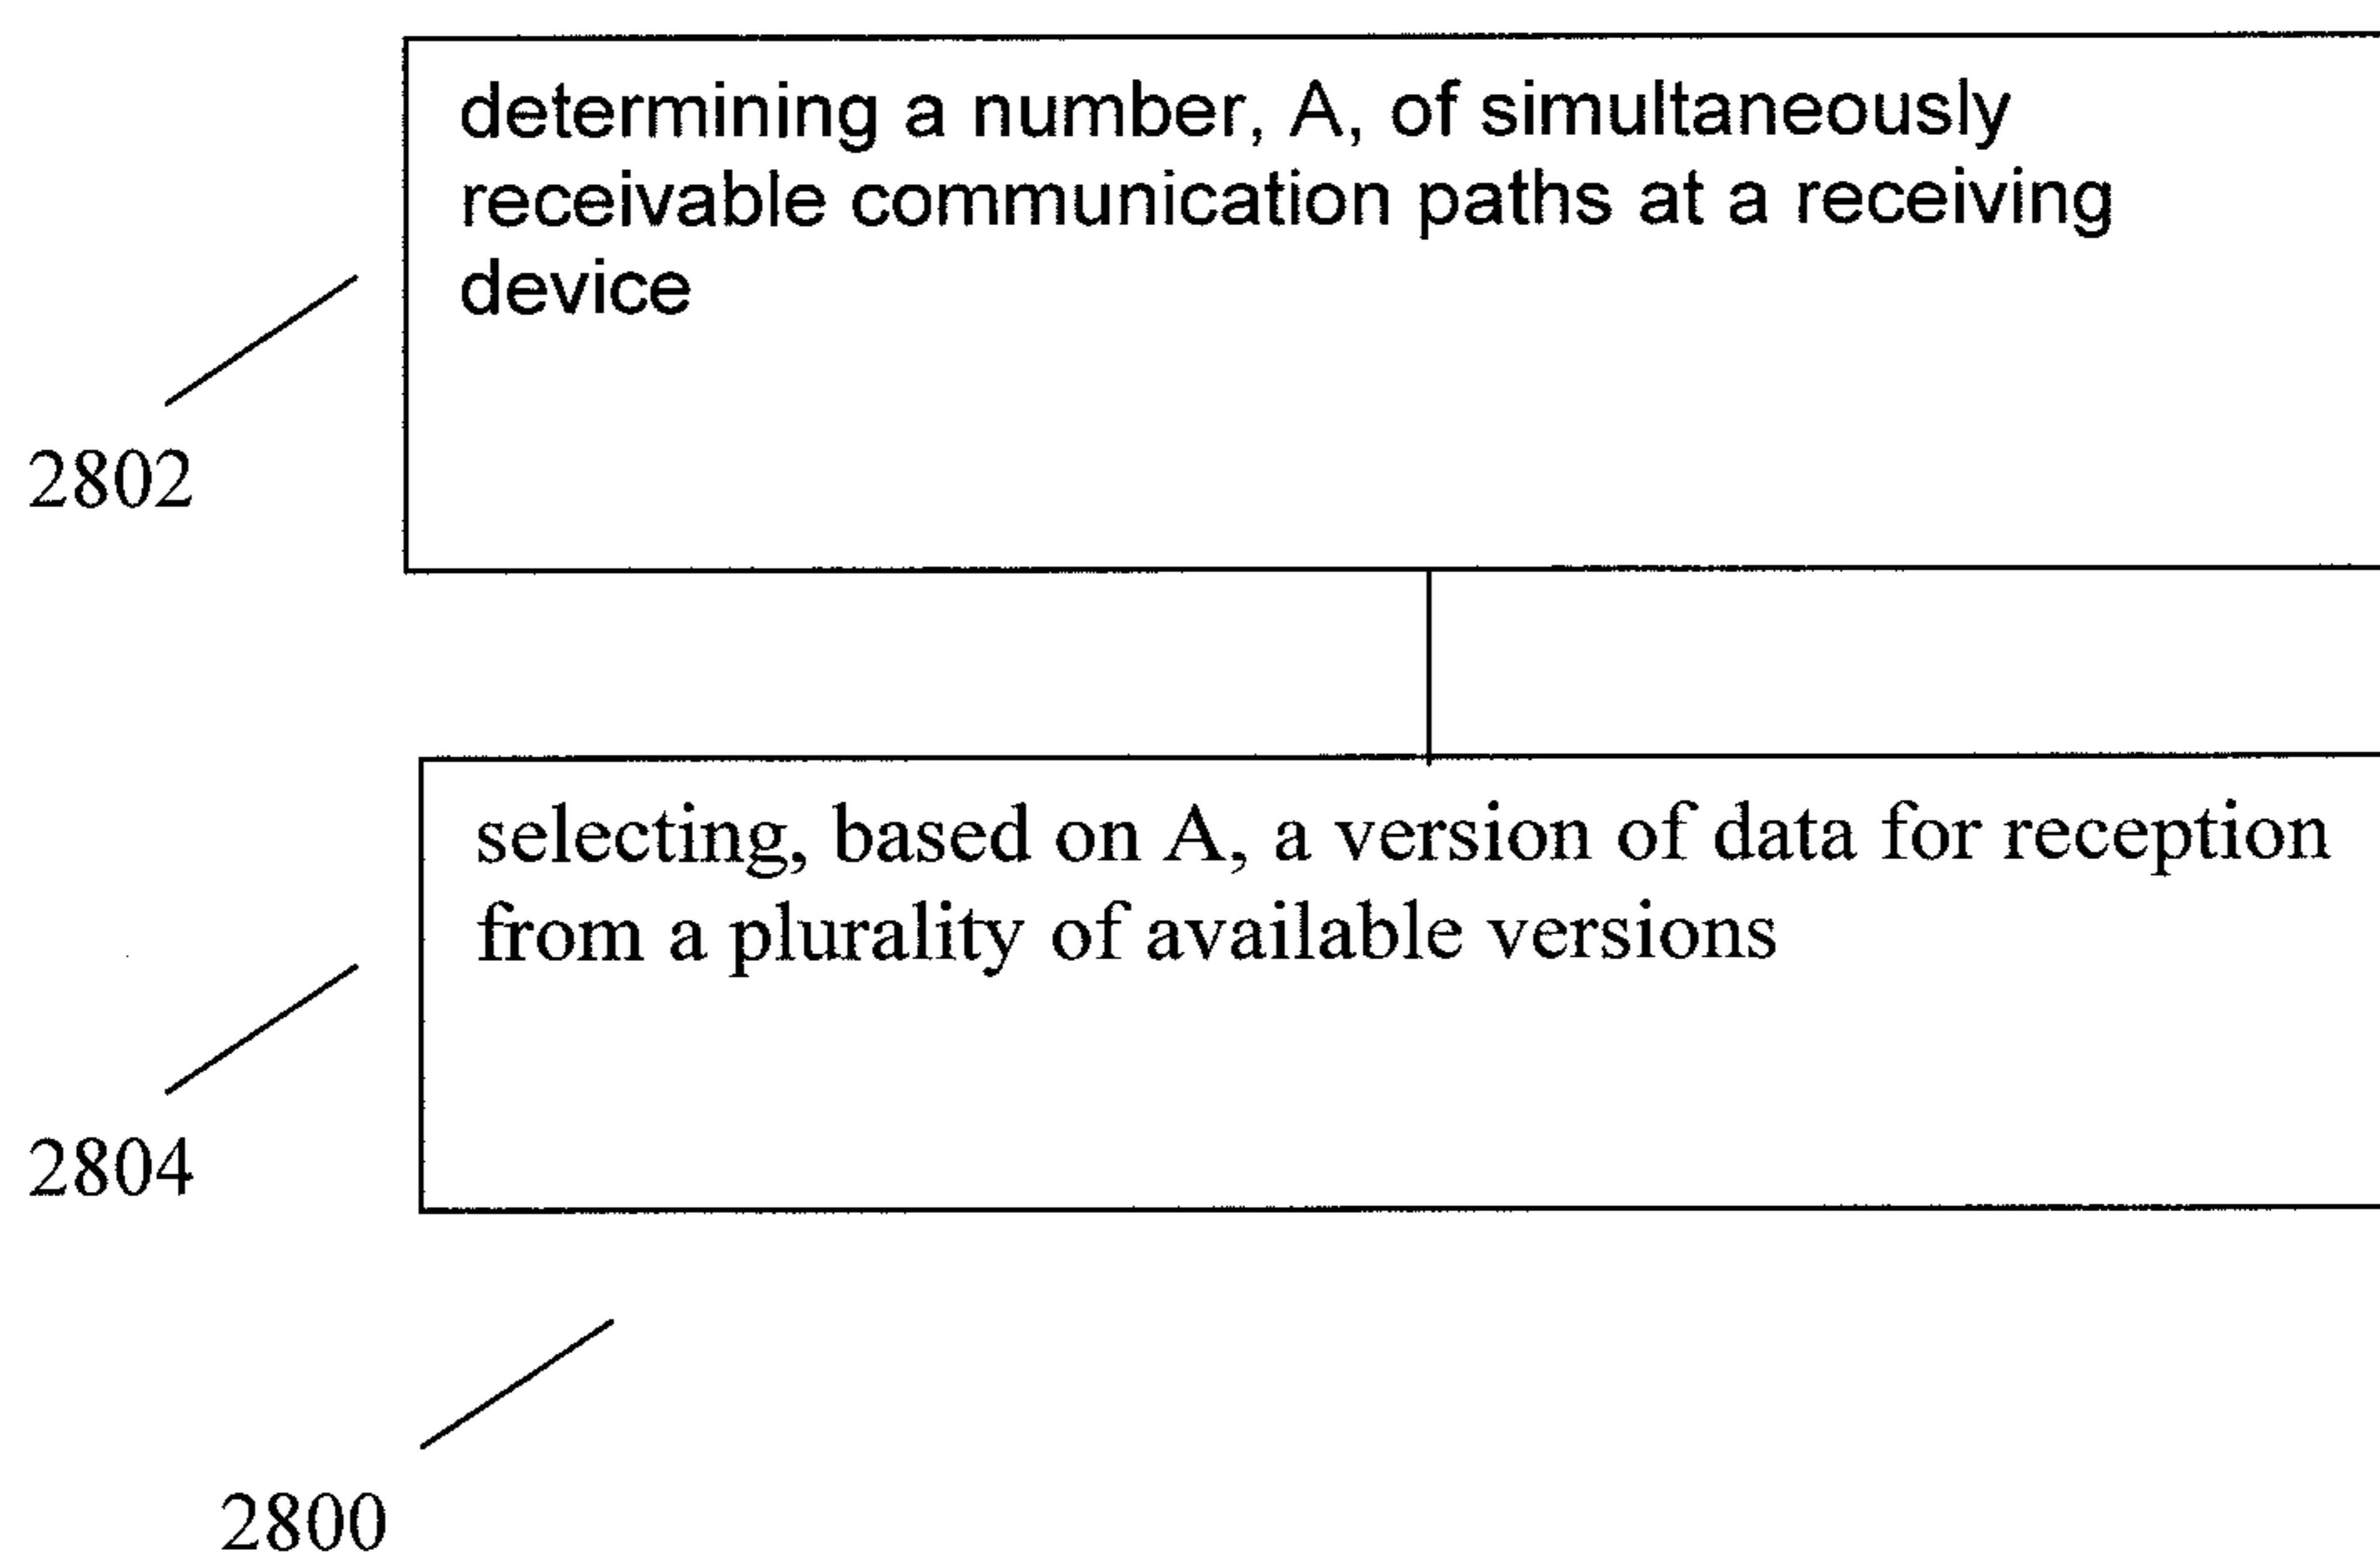 determining a number, A, of simultaneously
receivable communication paths at a receiving
device
2802
selecting, based on A, a version of data for reception
from a plurality of available versions
2804
2800